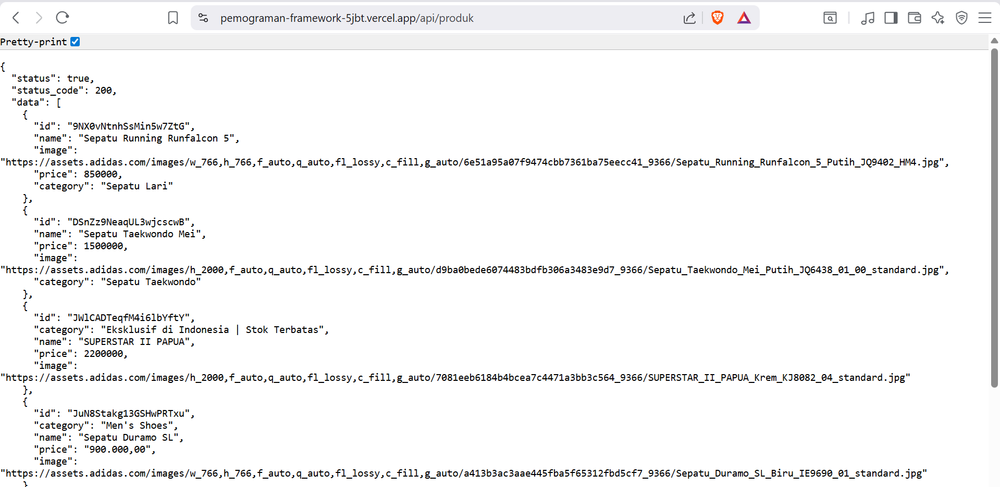 pemograman-framework-5jbt.vercel.app/api/produk
Pretty-print
{
  "status": true,
  "status_code": 200,
  "data": [
    {
      "id": "9NX0vNtnhSsMin5w7ZtG",
      "name": "Sepatu Running Runfalcon 5",
      "image":
"https://assets.adidas.com/images/w_766,h_766,f_auto,q_auto,fl_lossy,c_fill,g_auto/6e51a95a07f9474cbb7361ba75eecc41_9366/Sepatu_Running_Runfalcon_5_Putih_JQ9402_HM4.jpg",
      "price": 850000,
      "category": "Sepatu Lari"
    },
    {
      "id": "DSnZz9NeaqUL3wjcscwB",
      "name": "Sepatu Taekwondo Mei",
      "price": 1500000,
      "image":
"https://assets.adidas.com/images/h_2000,f_auto,q_auto,fl_lossy,c_fill,g_auto/d9ba0bede6074483bdfb306a3483e9d7_9366/Sepatu_Taekwondo_Mei_Putih_JQ6438_01_00_standard.jpg",
      "category": "Sepatu Taekwondo"
    },
    {
      "id": "JWlCADTeqfM4i6lbYftY",
      "category": "Eksklusif di Indonesia | Stok Terbatas",
      "name": "SUPERSTAR II PAPUA",
      "price": 2200000,
      "image":
"https://assets.adidas.com/images/h_2000,f_auto,q_auto,fl_lossy,c_fill,g_auto/7081eeb6184b4bcea7c4471a3bb3c564_9366/SUPERSTAR_II_PAPUA_Krem_KJ8082_04_standard.jpg"
    },
    {
      "id": "JuN8Stakg13GSHwPRTxu",
      "category": "Men's Shoes",
      "name": "Sepatu Duramo SL",
      "price": "900.000,00",
      "image":
"https://assets.adidas.com/images/w_766,h_766,f_auto,q_auto,fl_lossy,c_fill,g_auto/a413b3ac3aae445fba5f65312fbd5cf7_9366/Sepatu_Duramo_SL_Biru_IE9690_01_standard.jpg"
    }